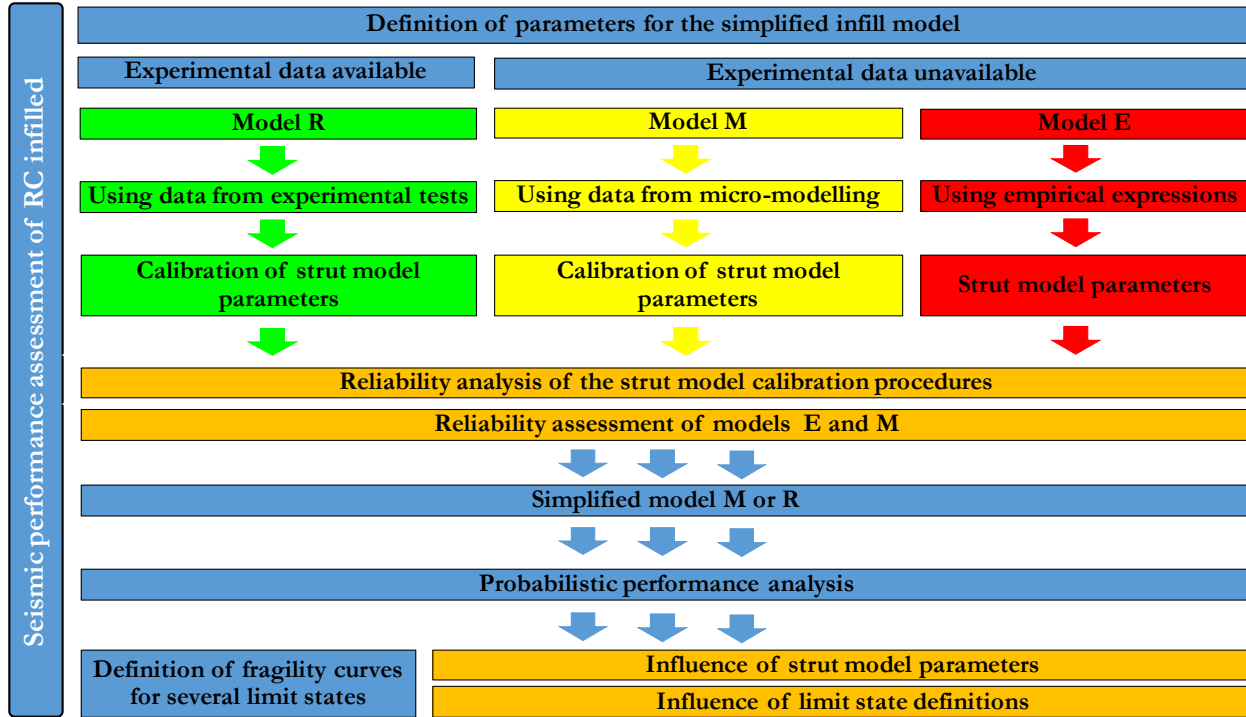 Seismic performance assessment of RC infilled
Definition of parameters for the simplified infill model
Experimental data available
Experimental data unavailable
Model R
Model M
Model E
Using data from experimental tests
Using data from micro-modelling
Using empirical expressions
Calibration of strut model
parameters
Calibration of strut model
parameters
Strut model parameters
Reliability analysis of the strut model calibration procedures
Reliability assessment of models E and M
Simplified model M or R
Probabilistic performance analysis
Definition of fragility curves
for several limit states
Influence of strut model parameters
Influence of limit state definitions